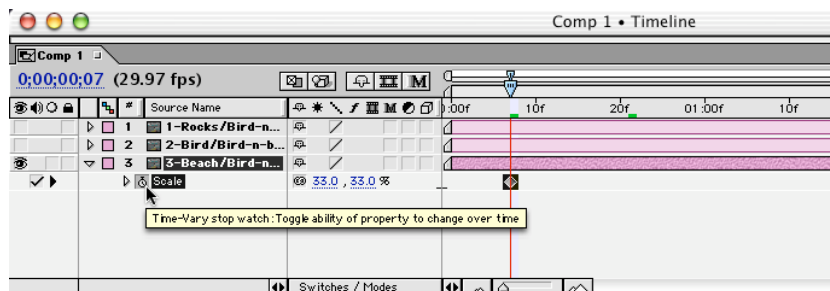 Comp 1 • Timeline
Comp 1
0;00;00;07 (29.97 fps)
M
# Source Name M :00f 10f 20f 01:00f 10f
1 1-Rocks/Bird-n...
2 2-Bird/Bird-n-b...
3 3-Beach/Bird-n...
Scale 33.0 , 33.0 %
Time-Vary stop watch:Toggle ability of property to change over time
Switches / Modes